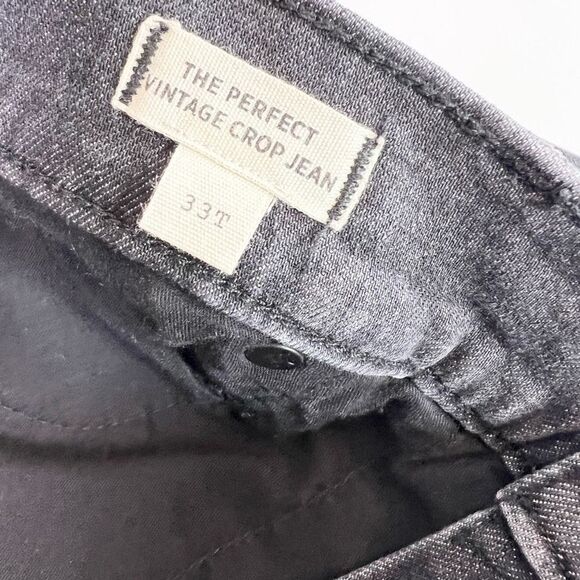 THE PERFECT
VINTAGE CROP JEAN
33T